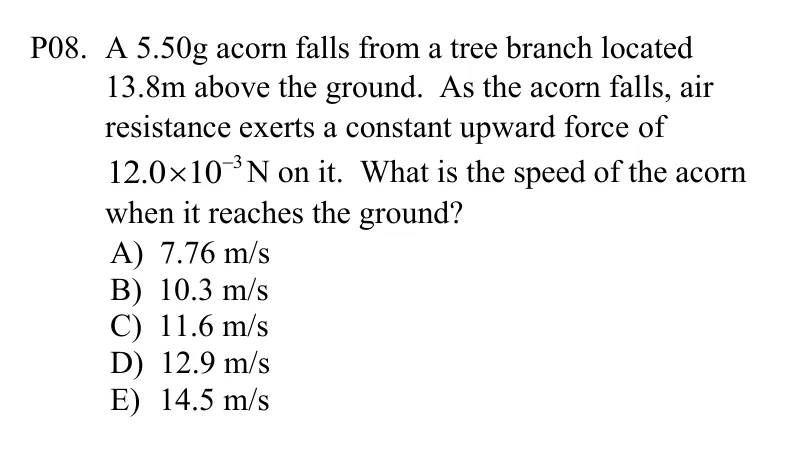 P08. A 5.50g acorn falls from a tree branch located
13.8m above the ground. As the acorn falls, air
resistance exerts a constant upward force of
12.0×10⁻³ N on it. What is the speed of the acorn
when it reaches the ground?
A) 7.76 m/s
B) 10.3 m/s
C) 11.6 m/s
D) 12.9 m/s
E) 14.5 m/s